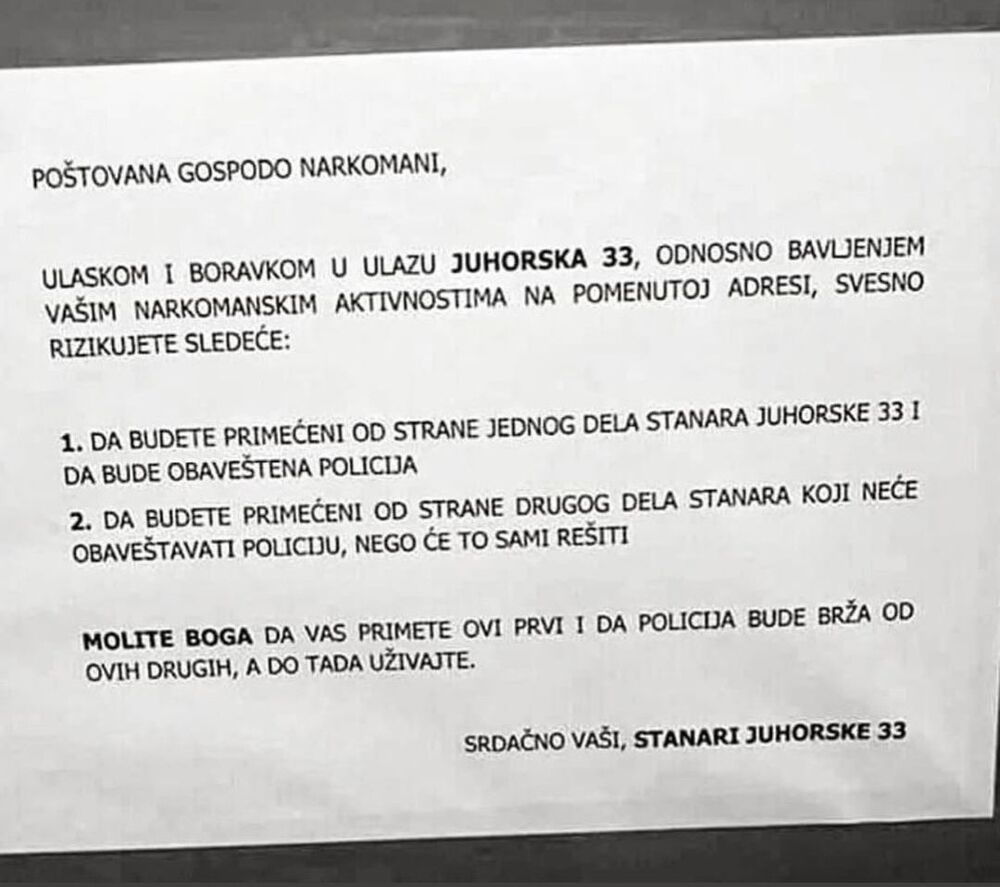 POŠTOVANA GOSPODO NARKOMANI,
ULASKOM I BORAVKOM U ULAZU JUHORSKA 33, ODNOSNO BAVLJENJEM
VAŠIM NARKOMANSKIM AKTIVNOSTIMA NA POMENUTOJ ADRESI, SVESNO
RIZIKUJETE SLEDEĆE:
1. DA BUDETE PRIMEĆENI OD STRANE JEDNOG DELA STANARA JUHORSKE 33 I
DA BUDE OBAVEŠTENA POLICIJA
2. DA BUDETE PRIMEĆENI OD STRANE DRUGOG DELA STANARA KOJI NEĆE
OBAVEŠTAVATI POLICIJU, NEGO ĆE TO SAMI REŠITI
MOLITE BOGA DA VAS PRIMETE OVI PRVI I DA POLICIJA BUDE BRŽA OD
OVIH DRUGIH, A DO TADA UŽIVAJTE.
SRDAČNO VAŠI, STANARI JUHORSKE 33